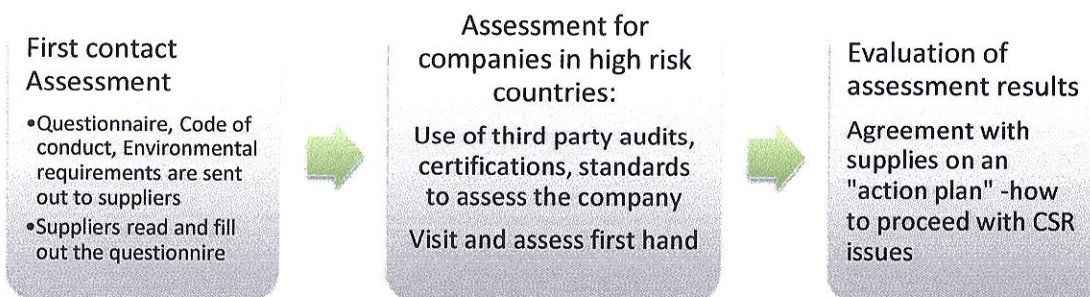 First contact
Assessment
•Questionnaire, Code of
conduct, Environmental
requirements are sent
out to suppliers
•Suppliers read and fill
out the questionnire
Assessment for
companies in high risk
countries:
Use of third party audits,
certifications, standards
to assess the company
Visit and assess first hand
Evaluation of
assessment results
Agreement with
supplies on an
"action plan" -how
to proceed with CSR
issues